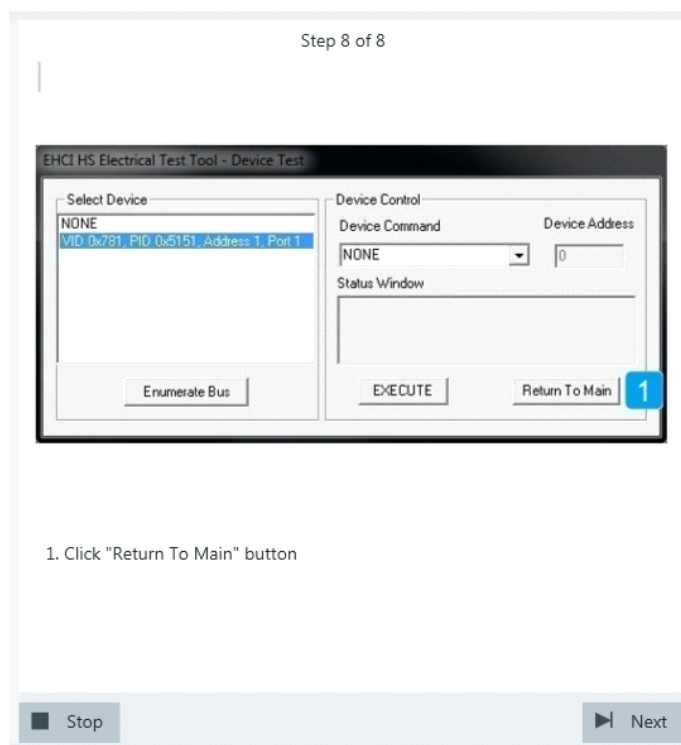 Step 8 of 8
EHCI HS Electrical Test Tool - Device Test
Select Device
NONE
VID 0x781, PID 0x5151, Address 1, Port 1
Enumerate Bus
Device Control
Device Command
Device Address
NONE
0
Status Window
EXECUTE
Return To Main
1
1. Click "Return To Main" button
Stop
Next